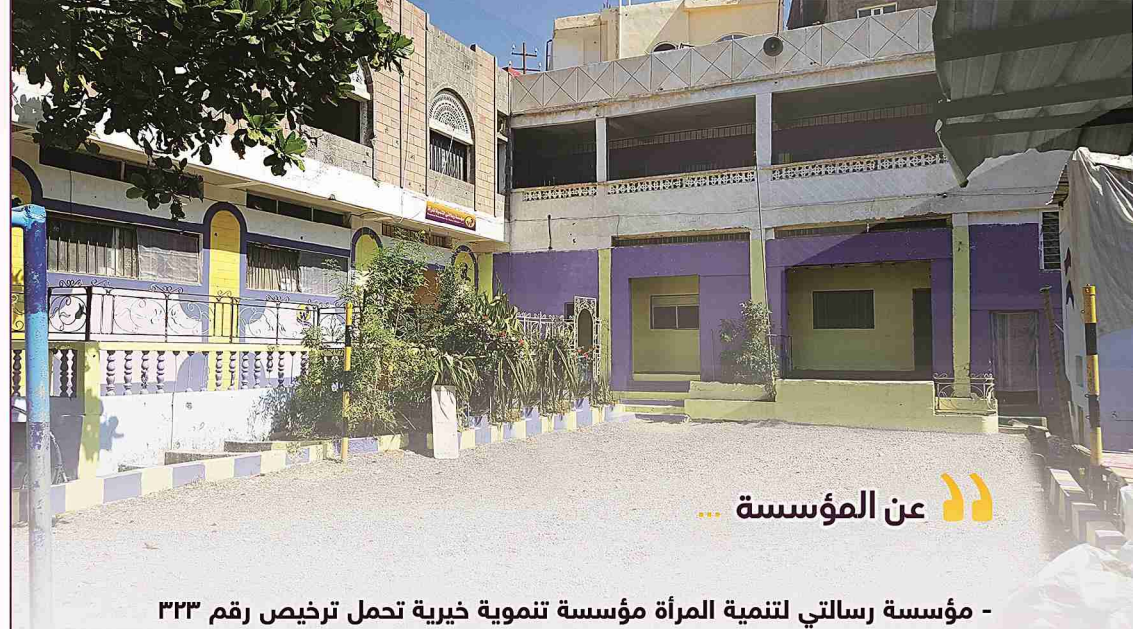 عن المؤسسة ...
- مؤسسة رسالتي لتنمية المرأة مؤسسة تنموية خيرية تحمل ترخيص رقم ٣٢٣